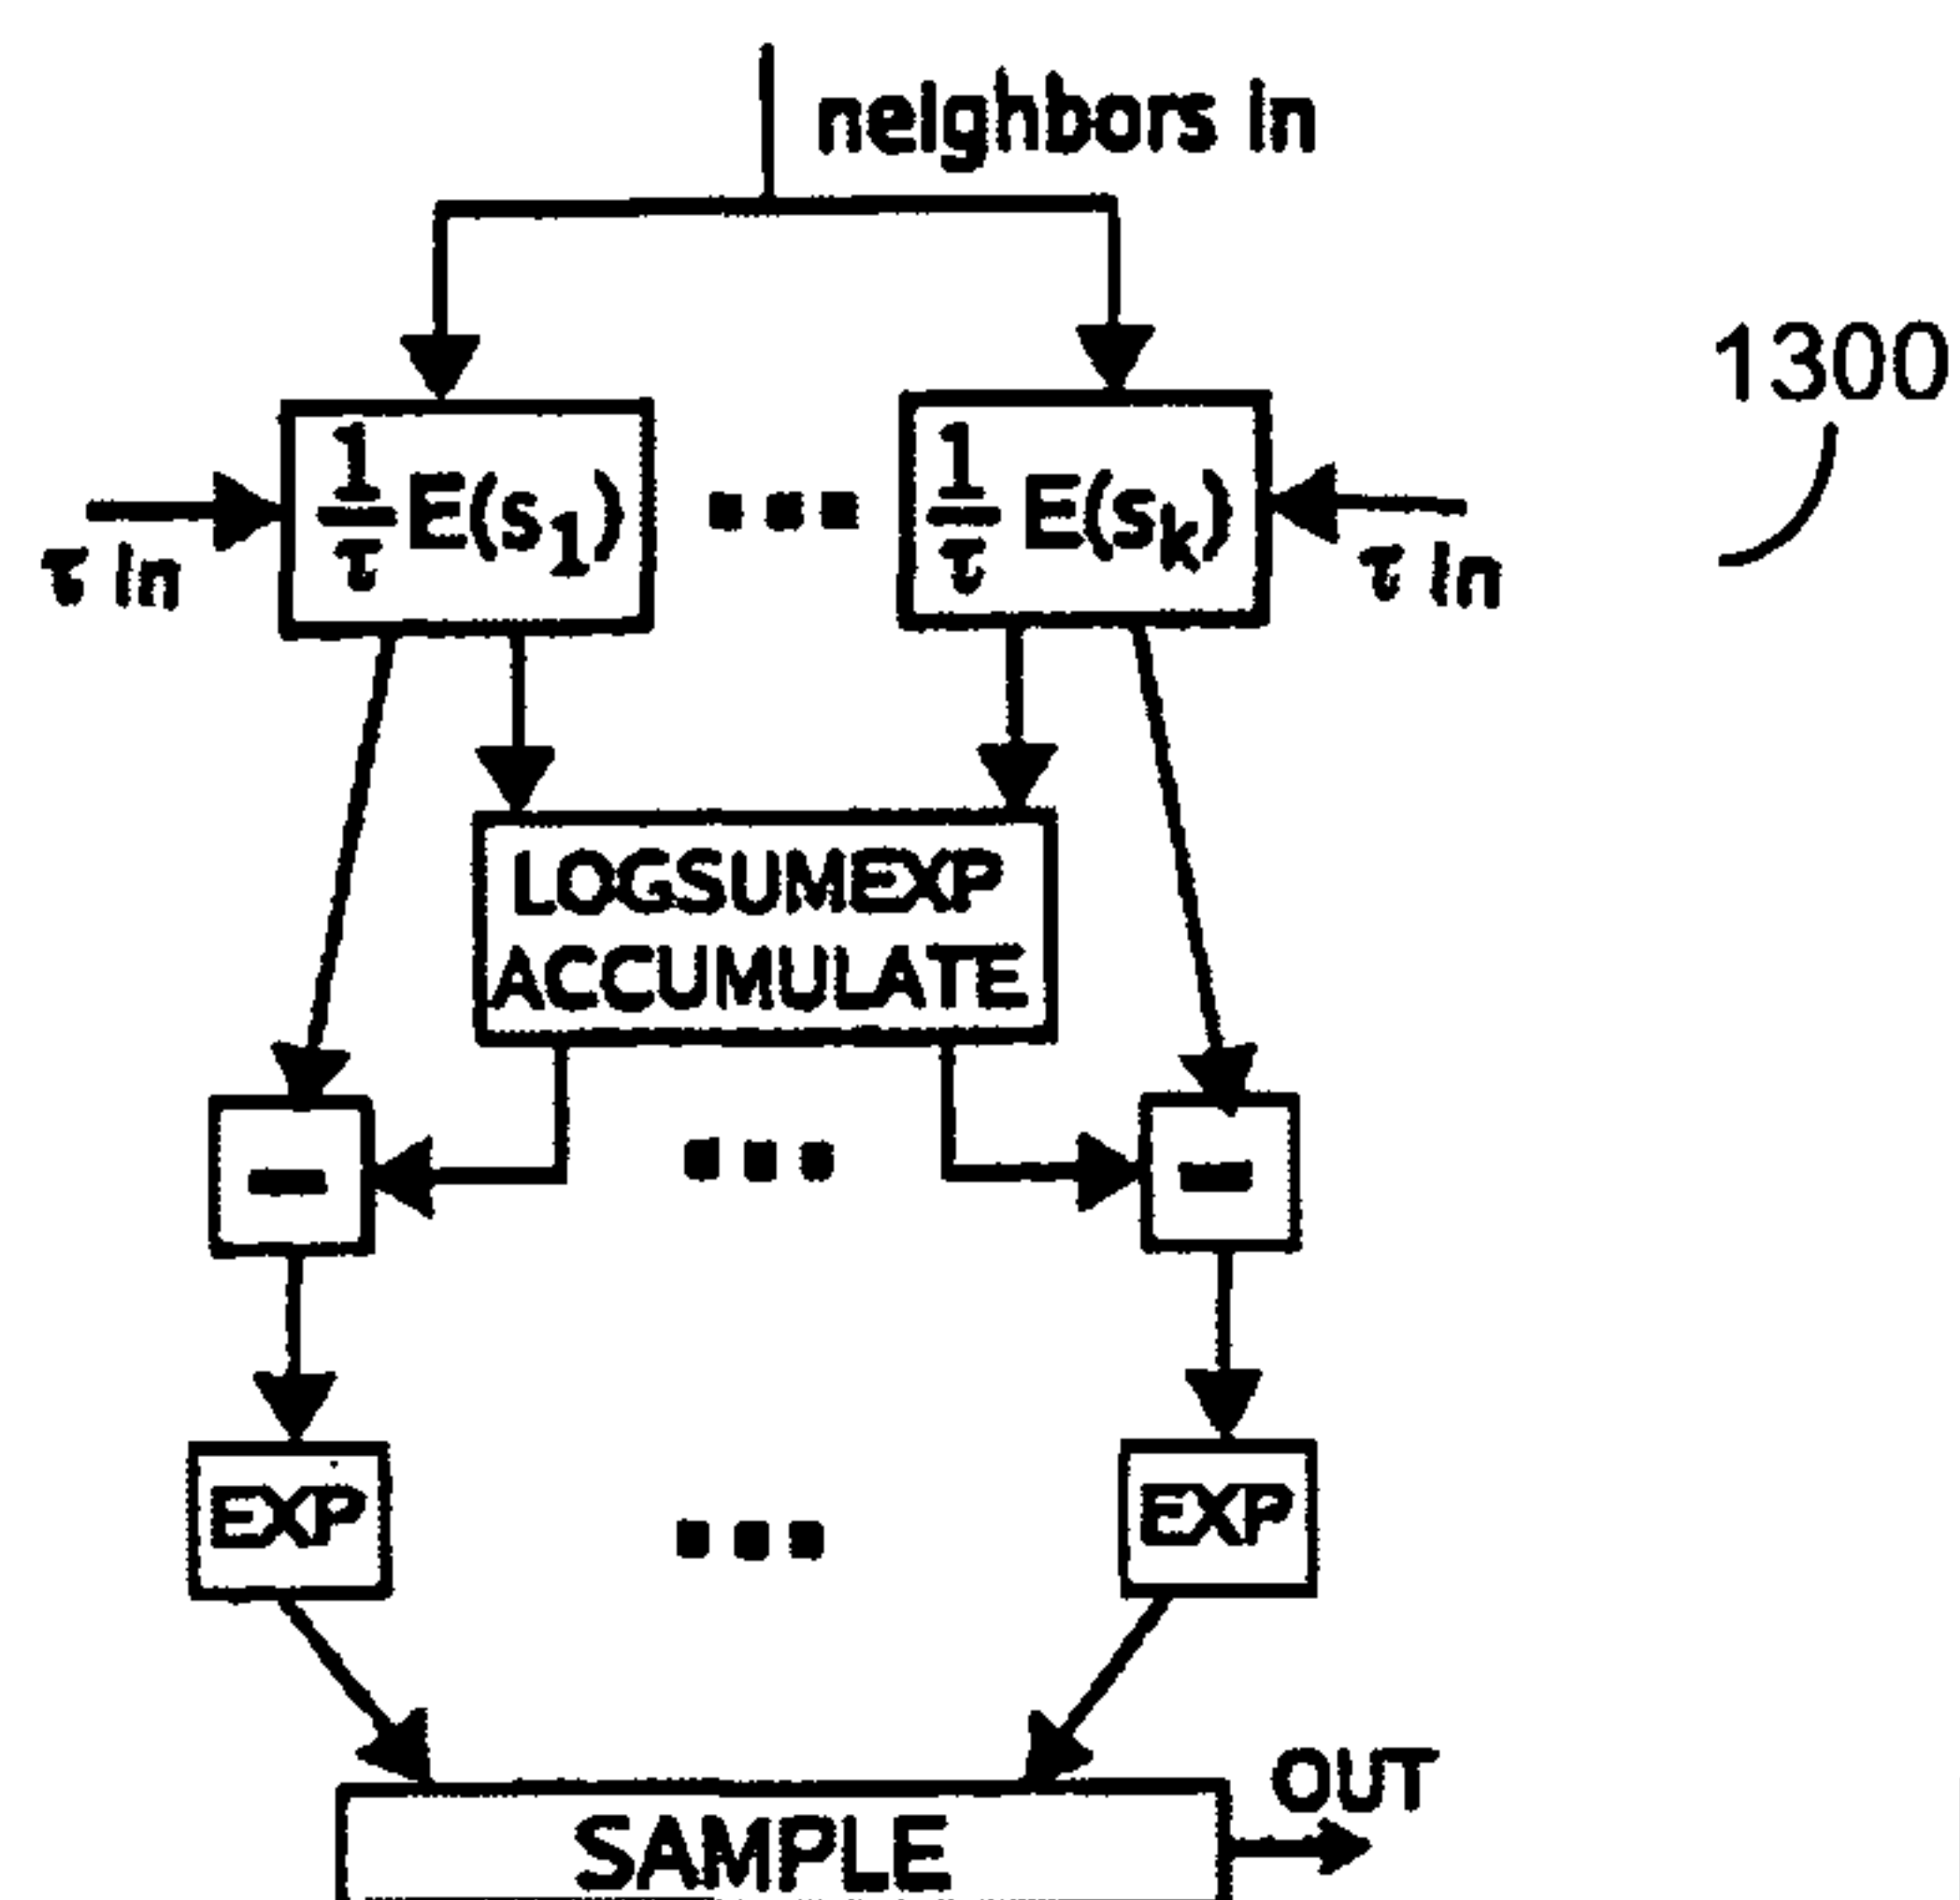 neighbors in
1300
1/τ E(s₁) ... 1/τ E(sₖ)
τ in
τ in
LOGSUMEXP
ACCUMULATE
−
...
−
EXP
...
EXP
OUT
SAMPLE